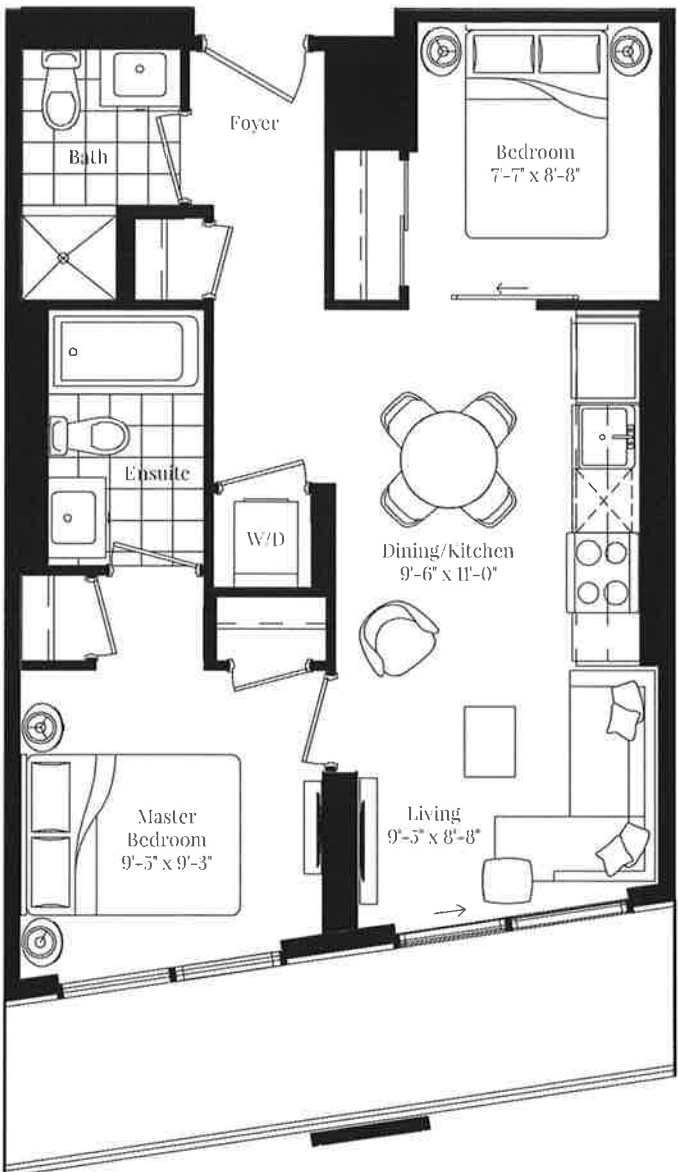 Foyer
Bath
Bedroom
7'-7" x 8'-8"
Ensuite
W/D
Dining/Kitchen
9'-6" x 11'-0"
Master
Bedroom
9'-5" x 9'-3"
Living
9'-5" x 8'-8"